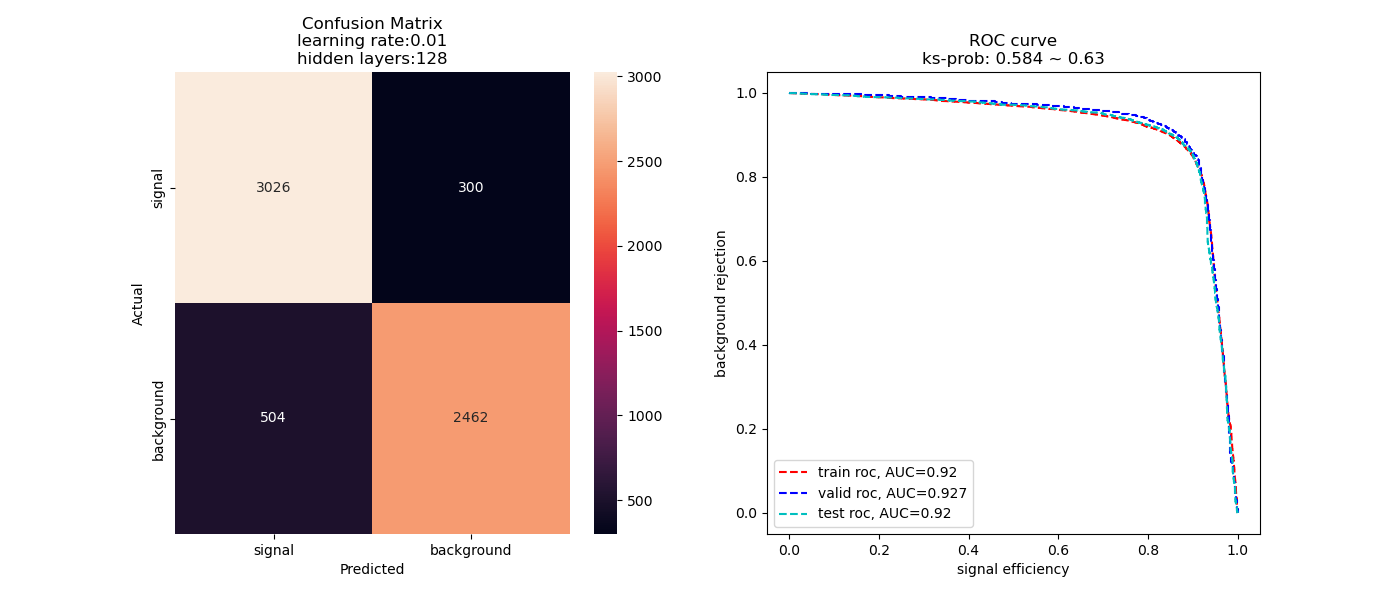 Confusion Matrix
learning rate:0.01
hidden layers:128
signal
background
Actual
3026
300
504
2462
signal
background
Predicted
3000
2500
2000
1500
1000
500
ROC curve
ks-prob: 0.584 ~ 0.63
background rejection
1.0
0.8
0.6
0.4
0.2
0.0
train roc, AUC=0.92
valid roc, AUC=0.927
test roc, AUC=0.92
0.0
0.2
0.4
0.6
0.8
1.0
signal efficiency